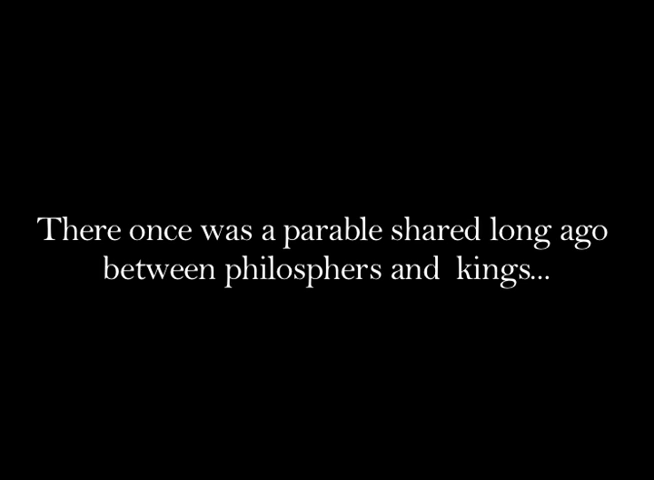 There once was a parable shared long ago
between philosphers and  kings...